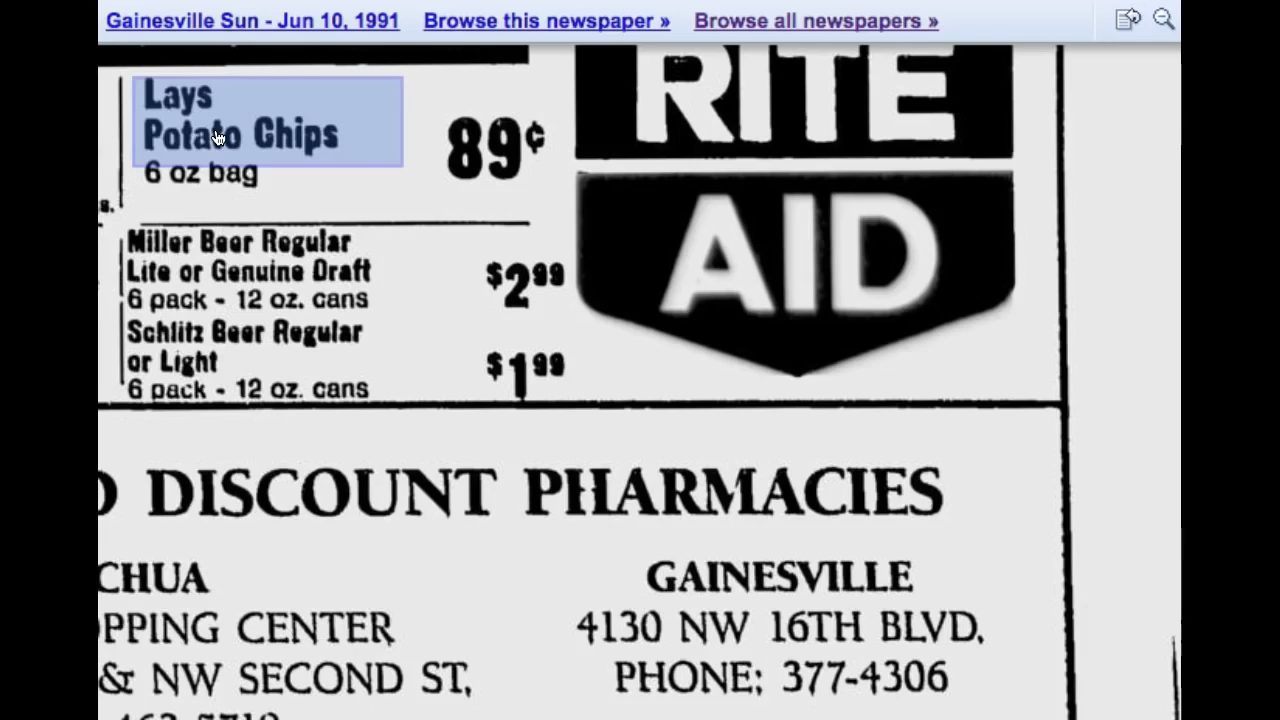 Gainesville Sun - Jun 10, 1991 Browse this newspaper » Browse all newspapers »
Lays
Potato Chips
6 oz bag
89¢
s.
Miller Beer Regular
Lite or Genuine Draft
6 pack - 12 oz. cans
$2.99
Schlitz Beer Regular
or Light
6 pack - 12 oz. cans
$1.99
RITE
AID
DISCOUNT PHARMACIES
CHUA
OPPING CENTER
& NW SECOND ST,
GAINESVILLE
4130 NW 16TH BLVD.
PHONE: 377-4306